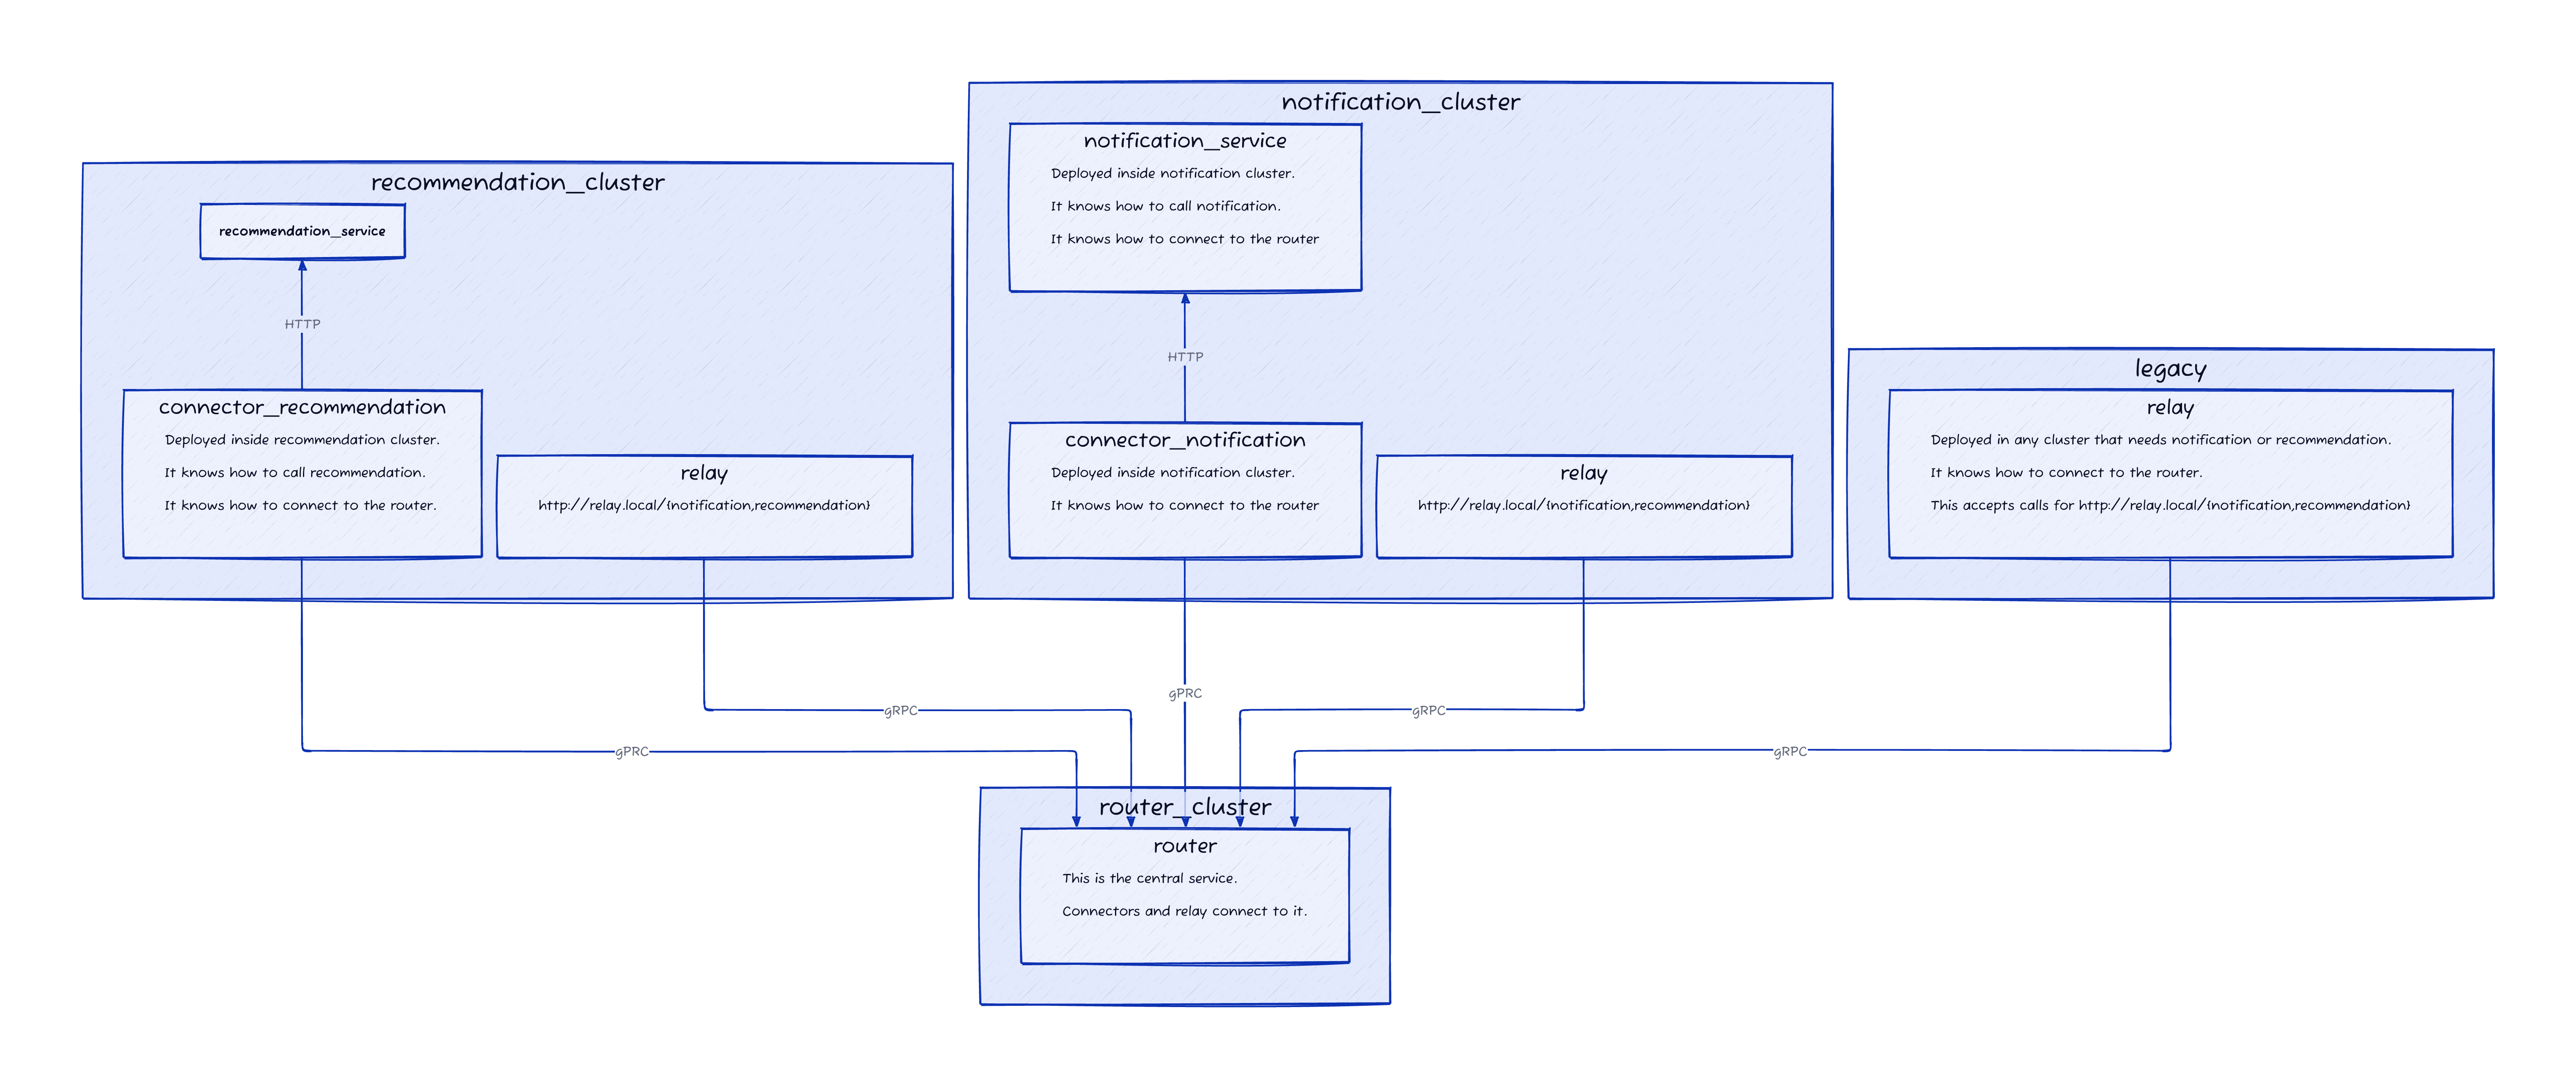 notification_cluster
notification_service
Deployed inside notification cluster.
It knows how to call notification.
It knows how to connect to the router
recommendation_cluster
recommendation_service
HTTP
HTTP
legacy
connector_recommendation
Deployed inside recommendation cluster.
It knows how to call recommendation.
It knows how to connect to the router.
relay
http://relay.local/{notification,recommendation}
connector_notification
Deployed inside notification cluster.
It knows how to connect to the router
relay
http://relay.local/{notification,recommendation}
relay
Deployed in any cluster that needs notification or recommendation.
It knows how to connect to the router.
This accepts calls for http://relay.local/{notification,recommendation}
gPRC
gRPC
gRPC
gPRC
gRPC
router_cluster
router
This is the central service.
Connectors and relay connect to it.